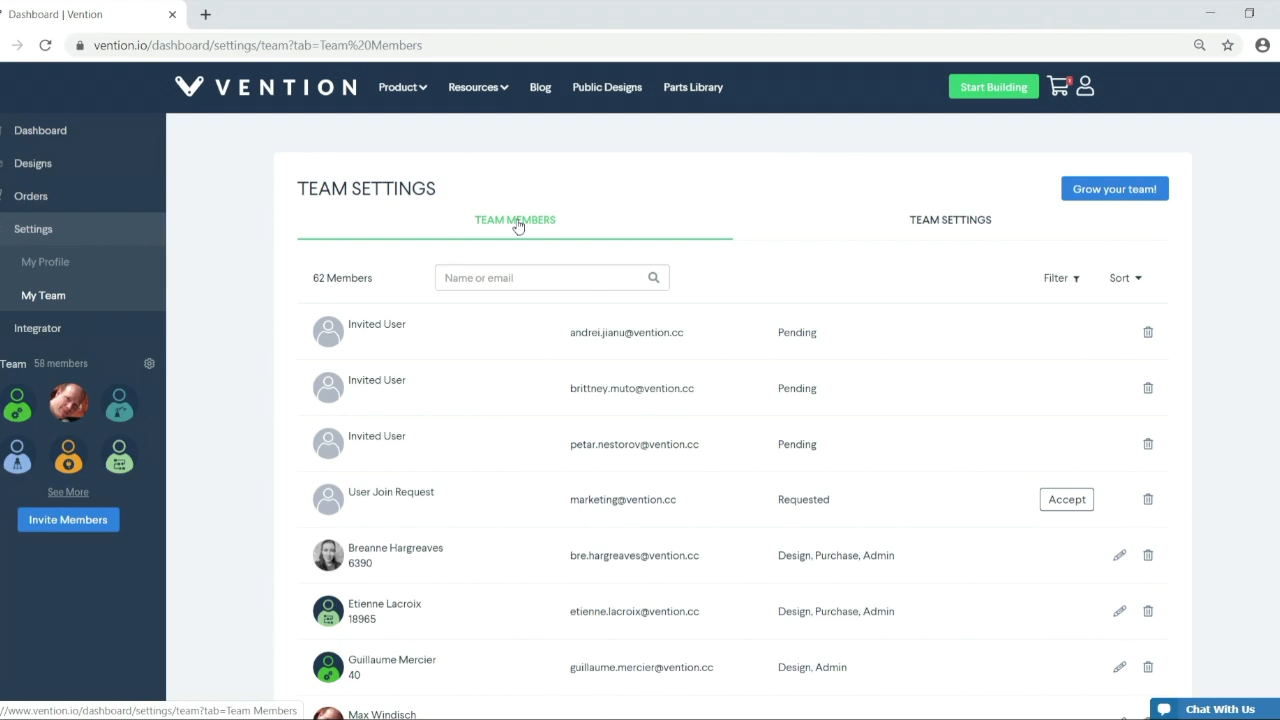 Dashboard | Vention
vention.io/dashboard/settings/team?tab=Team%20Members
VENTION
Product
Resources
Blog
Public Designs
Parts Library
Start Building
Dashboard
Designs
Orders
Settings
My Profile
My Team
Integrator
Team 58 members
See More
Invite Members
TEAM SETTINGS
Grow your team!
TEAM MEMBERS
TEAM SETTINGS
62 Members
Name or email
Filter
Sort
Invited User
andrei.jianu@vention.cc
Pending
Invited User
brittney.muto@vention.cc
Pending
Invited User
petar.nestorov@vention.cc
Pending
User Join Request
marketing@vention.cc
Requested
Accept
Breanne Hargreaves
6390
bre.hargreaves@vention.cc
Design, Purchase, Admin
Etienne Lacroix
18965
etienne.lacroix@vention.cc
Design, Purchase, Admin
Guillaume Mercier
40
guillaume.mercier@vention.cc
Design, Admin
Max Windisch
//www.vention.io/dashboard/settings/team?tab=Team Members
Chat With Us